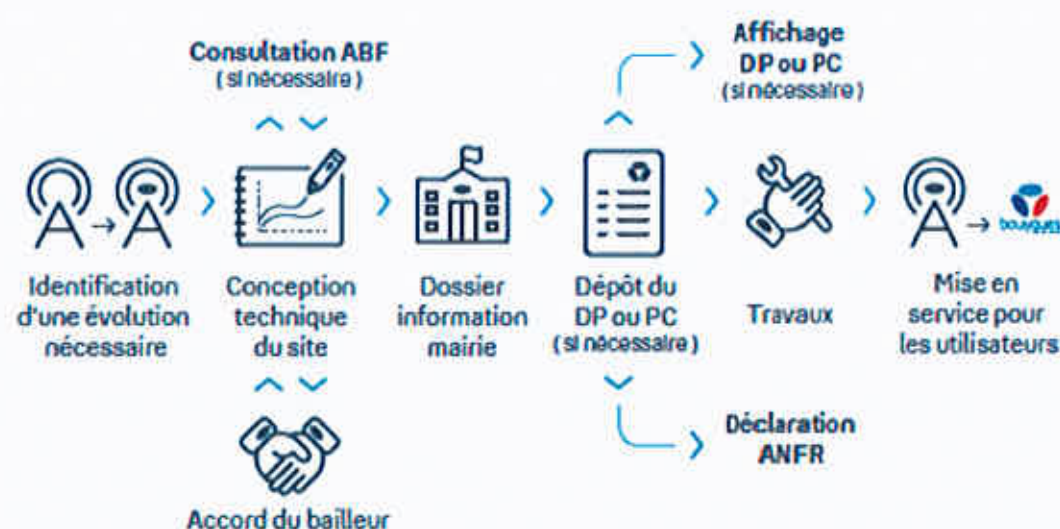 Consultation ABF
(si nécessaire)
Affichage
DP ou PC
(si nécessaire)
Identification
d'une évolution
nécessaire
Conception
technique
du site
Dossier
information
mairie
Dépôt du
DP ou PC
(si nécessaire)
Travaux
bouygues
Mise en
service pour
les utilisateurs
Accord du bailleur
Déclaration
ANFR